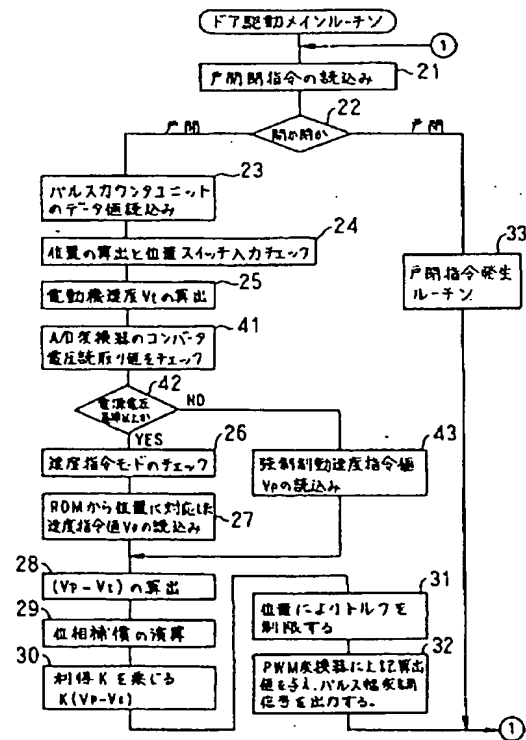 ドア駆動メインルーチン
①
戸開閉指令の読込み
21
22
開か閉か
戸開
戸閉
23
パルスカウンタユニット
のデータ値読込み
24
位置の算出と位置スイッチ入力チェック
25
電動機速度Vtの算出
33
戸閉指令発生
ルーチン
41
A/D変換器のコンバータ
電圧読取り値をチェック
42
電源電圧
基準以上か
NO
YES
26
速度指令モードのチェック
43
強制制動速度指令値
Vpの読込み
ROMから位置に対応した
速度指令値Vpの読込み
27
28
(Vp-Vt)の算出
29
位相補償の演算
30
利得Kを乗じる
K(Vp-Vt)
31
位置によりトルクを
制限する
32
PWM変換器に上記算出
値を与え、パルス幅変調
信号を出力する。
①